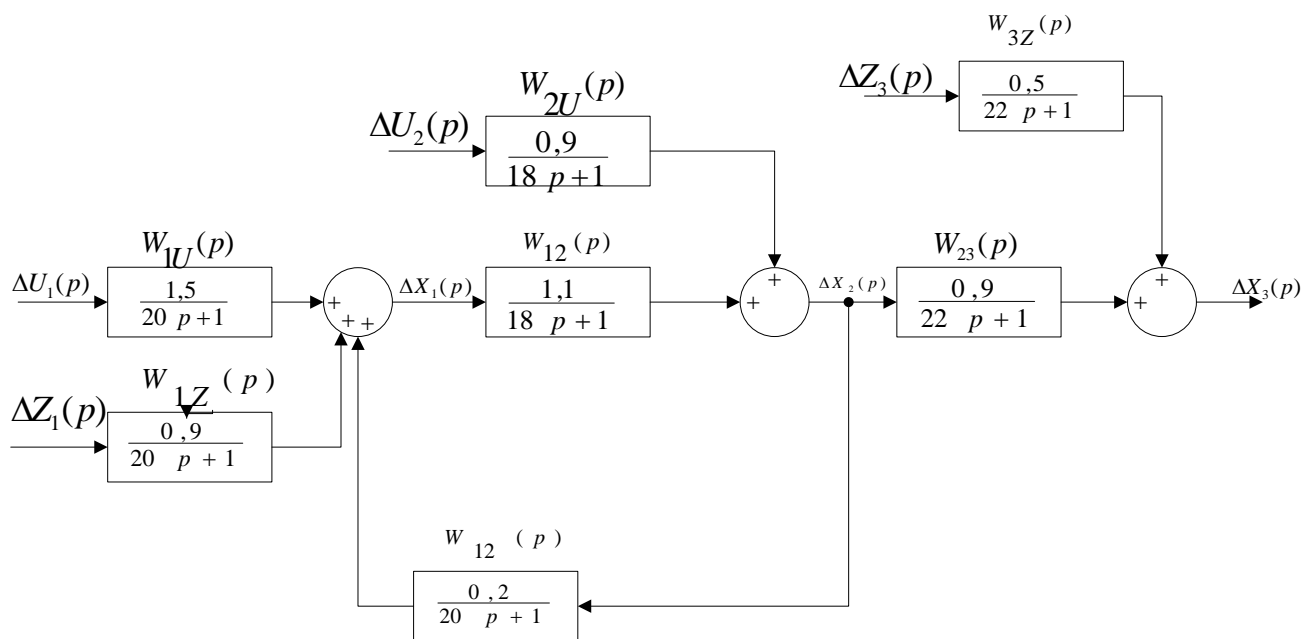 W3Z(p)
ΔZ3(p)
0,5
22 p+1
W2U(p)
ΔU2(p)
0,9
18 p+1
W1U(p)
ΔU1(p)
1,5
20 p+1
+
+ +
ΔX1(p)
W12(p)
1,1
18 p+1
+
+
ΔX2(p)
W23(p)
0,9
22 p+1
+
+
ΔX3(p)
W1Z(p)
ΔZ1(p)
0,9
20 p+1
W12(p)
0,2
20 p+1